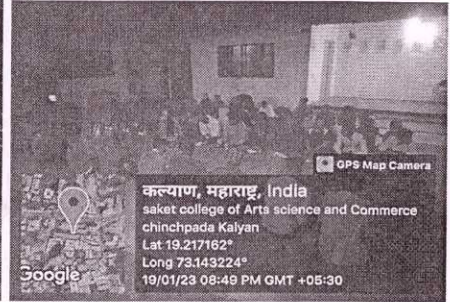 GPS Map Camera
कल्याण, महाराष्ट्र, India
saket college of Arts science and Commerce
chinchpada Kalyan
Lat 19.217162°
Long 73.143224°
19/01/23 08:49 PM GMT +05:30
Google